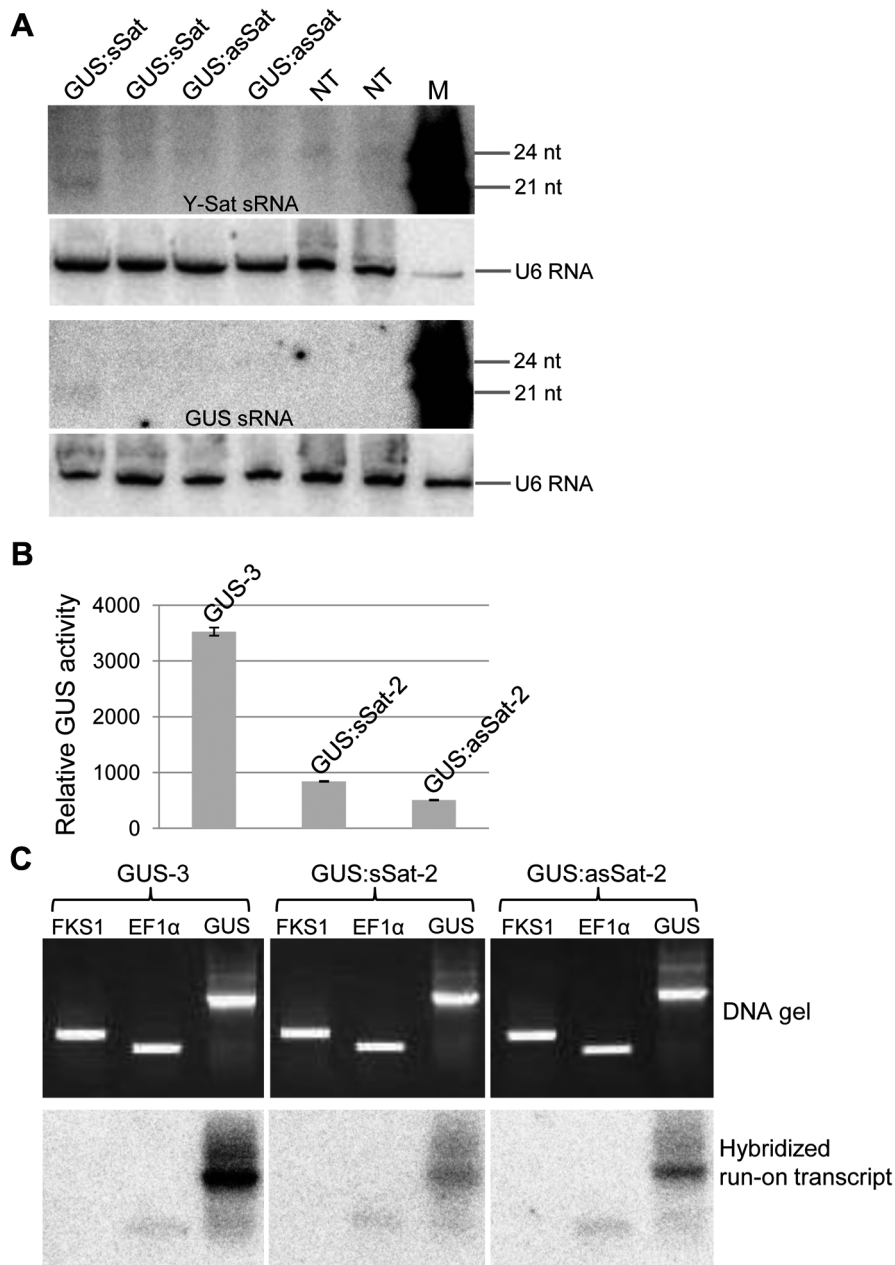 A
GUS:sSat
GUS:sSat
GUS:asSat
GUS:asSat
NT
NT
M
24 nt
21 nt
Y-Sat sRNA
U6 RNA
24 nt
21 nt
GUS sRNA
U6 RNA
B
Relative GUS activity
4000
3000
2000
1000
0
GUS-3
GUS:sSat-2
GUS:asSat-2
C
GUS-3 GUS:sSat-2 GUS:asSat-2
FKS1 EF1α GUS FKS1 EF1α GUS FKS1 EF1α GUS
DNA gel
Hybridized
run-on transcript